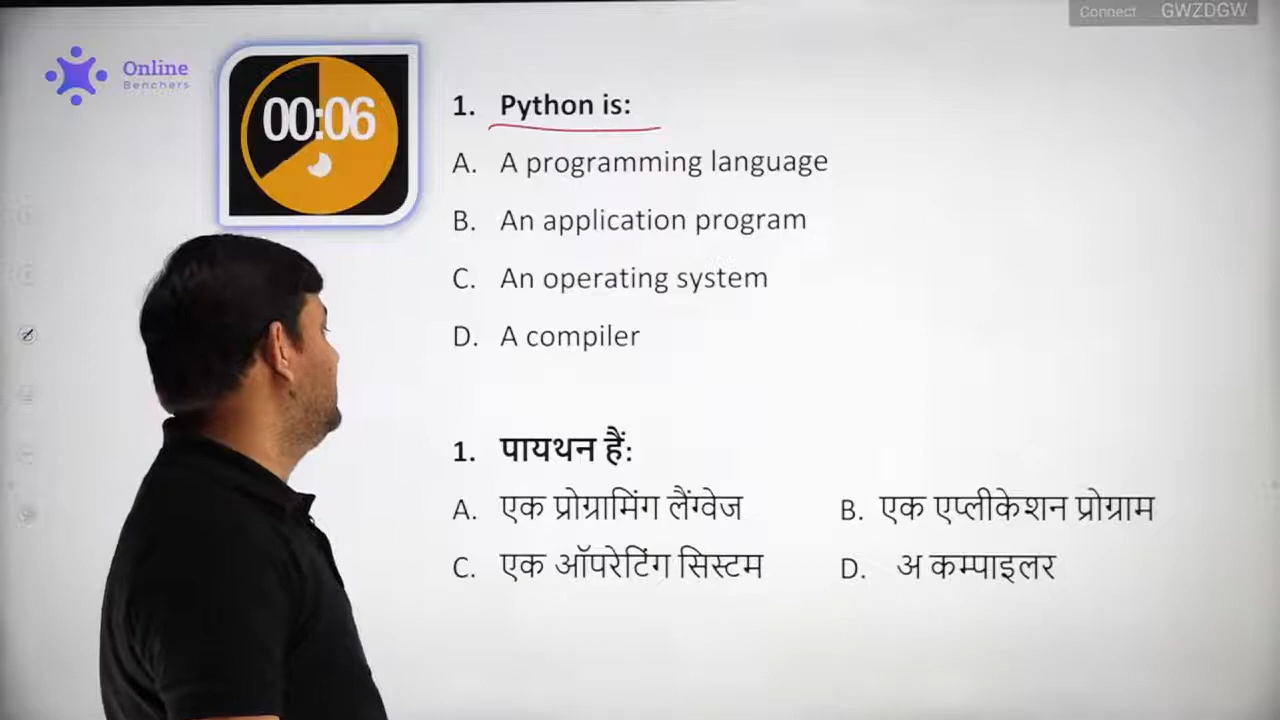 Connect GWZDGW
Online
Benchers
00:06
1. Python is:
A. A programming language
B. An application program
C. An operating system
D. A compiler
1. पायथन हैं:
A. एक प्रोग्रामिंग लैंग्वेज B. एक एप्लीकेशन प्रोग्राम
C. एक ऑपरेटिंग सिस्टम D. अ कम्पाइलर